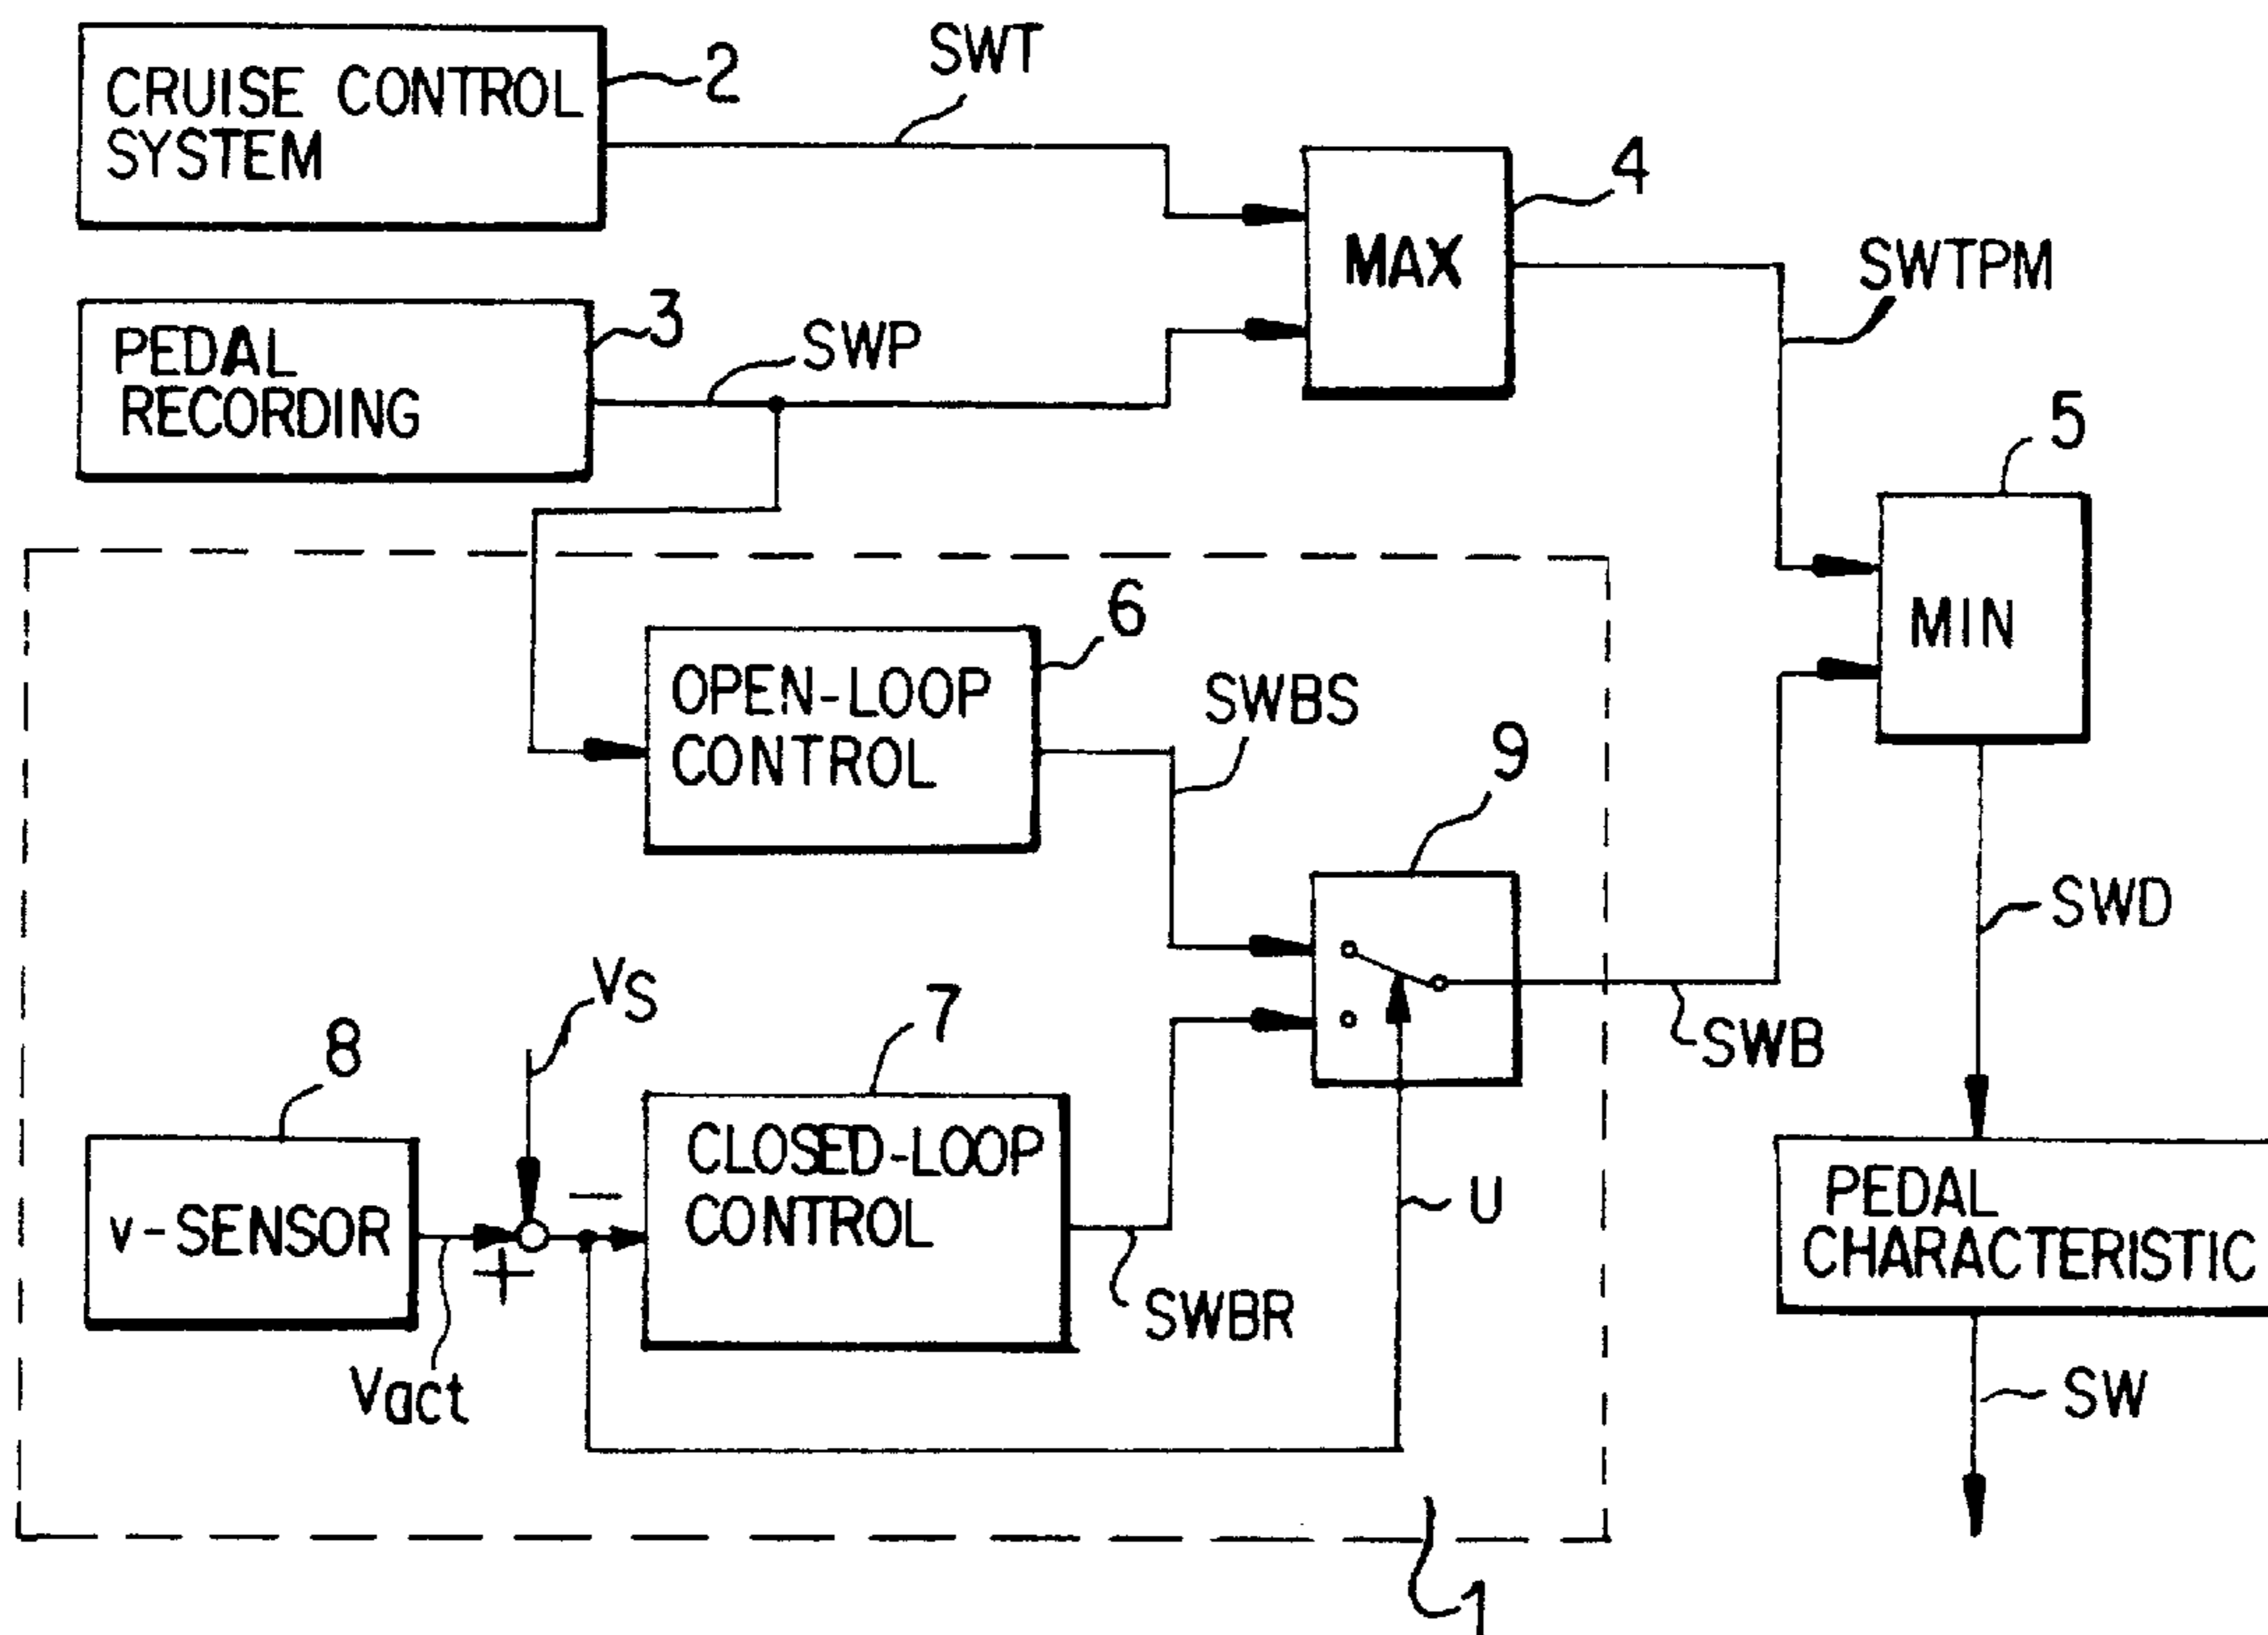 CRUISE CONTROL
SYSTEM
2
SWT
4
MAX
SWTPM
PEDAL
RECORDING
3
SWP
5
MIN
6
OPEN-LOOP
CONTROL
SWBS
9
SWD
VS
8
7
SWB
v-SENSOR
+
−
CLOSED-LOOP
CONTROL
U
PEDAL
CHARACTERISTIC
SWBR
Vact
SW
1